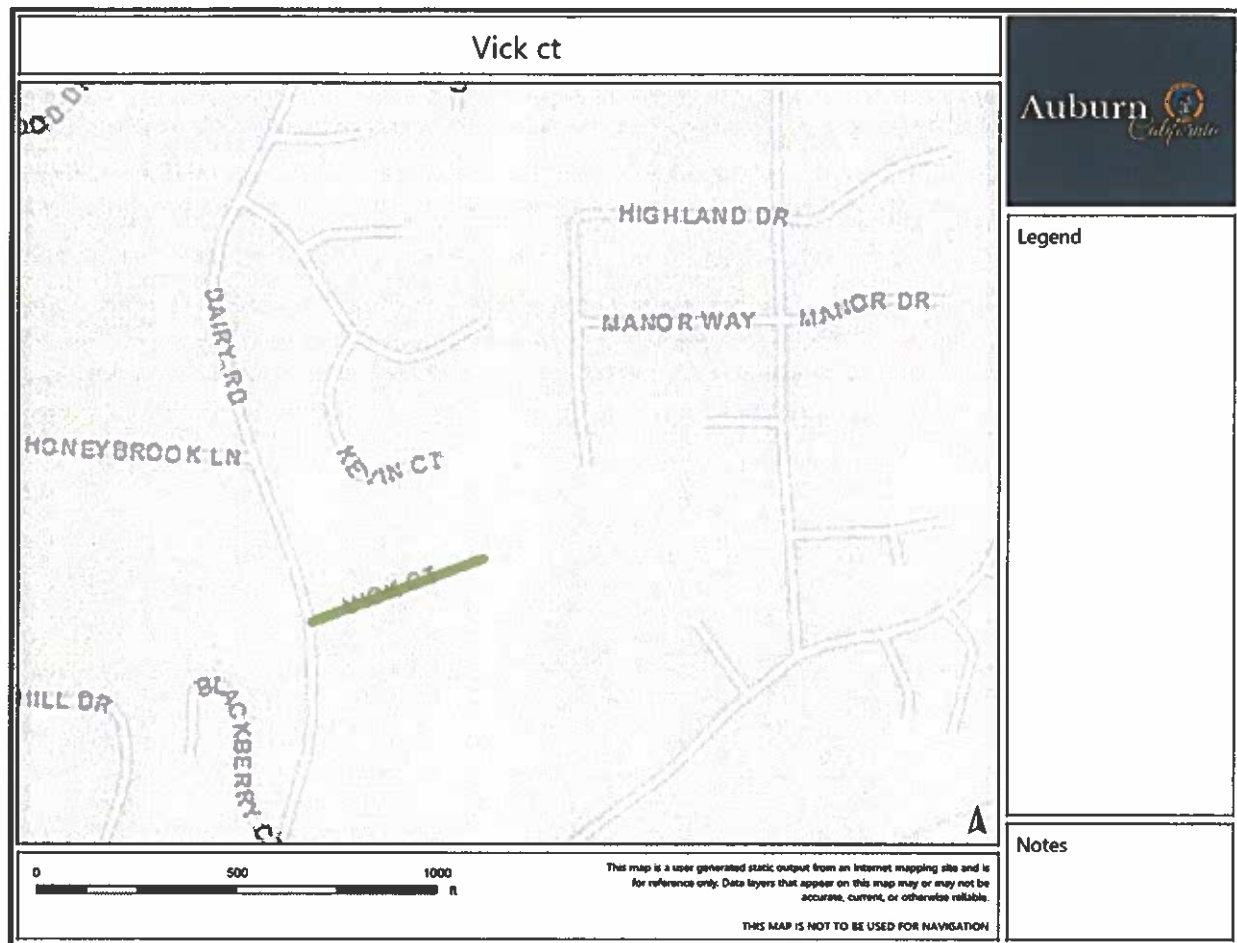 Vick ct
Auburn
California
Legend
HIGHLAND DR
MANOR WAY
MANOR DR
DAIRY RD
HONEYBROOK LN
KEVIN CT
HILL DR
BLACKBERRY
0 500 1000
ft
This map is a user generated static output from an Internet mapping site and is
for reference only. Data layers that appear on this map may or may not be
accurate, current, or otherwise reliable.
THIS MAP IS NOT TO BE USED FOR NAVIGATION
Notes